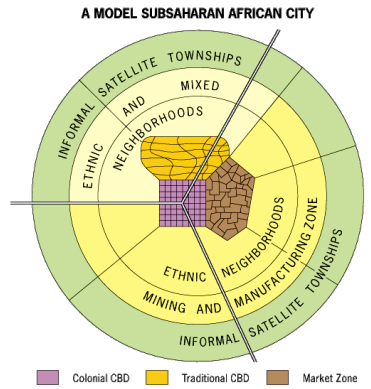 A MODEL SUBSAHARAN AFRICAN CITY
INFORMAL SATELLITE TOWNSHIPS
ETHNIC AND MIXED
NEIGHBORHOODS
ETHNIC NEIGHBORHOODS
MINING AND MANUFACTURING ZONE
INFORMAL SATELLITE TOWNSHIPS
Colonial CBD
Traditional CBD
Market Zone